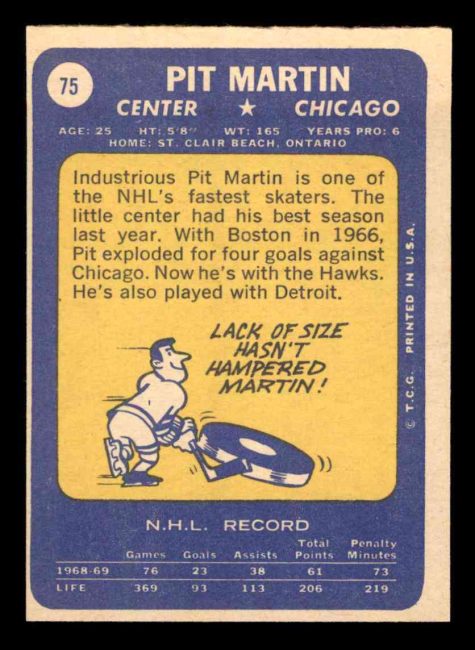 75
PIT MARTIN
CENTER ★ CHICAGO
AGE: 25 HT: 5'8" WT: 165 YEARS PRO: 6
HOME: ST. CLAIR BEACH, ONTARIO
Industrious Pit Martin is one of
the NHL's fastest skaters. The
little center had his best season
last year. With Boston in 1966,
Pit exploded for four goals against
Chicago. Now he's with the Hawks.
He's also played with Detroit.
LACK OF SIZE
HASN'T
HAMPERED
MARTIN!
© T.C.G. PRINTED IN U.S.A.
N.H.L. RECORD
Games Goals Assists Total Points Penalty Minutes
1968-69 76 23 38 61 73
LIFE 369 93 113 206 219